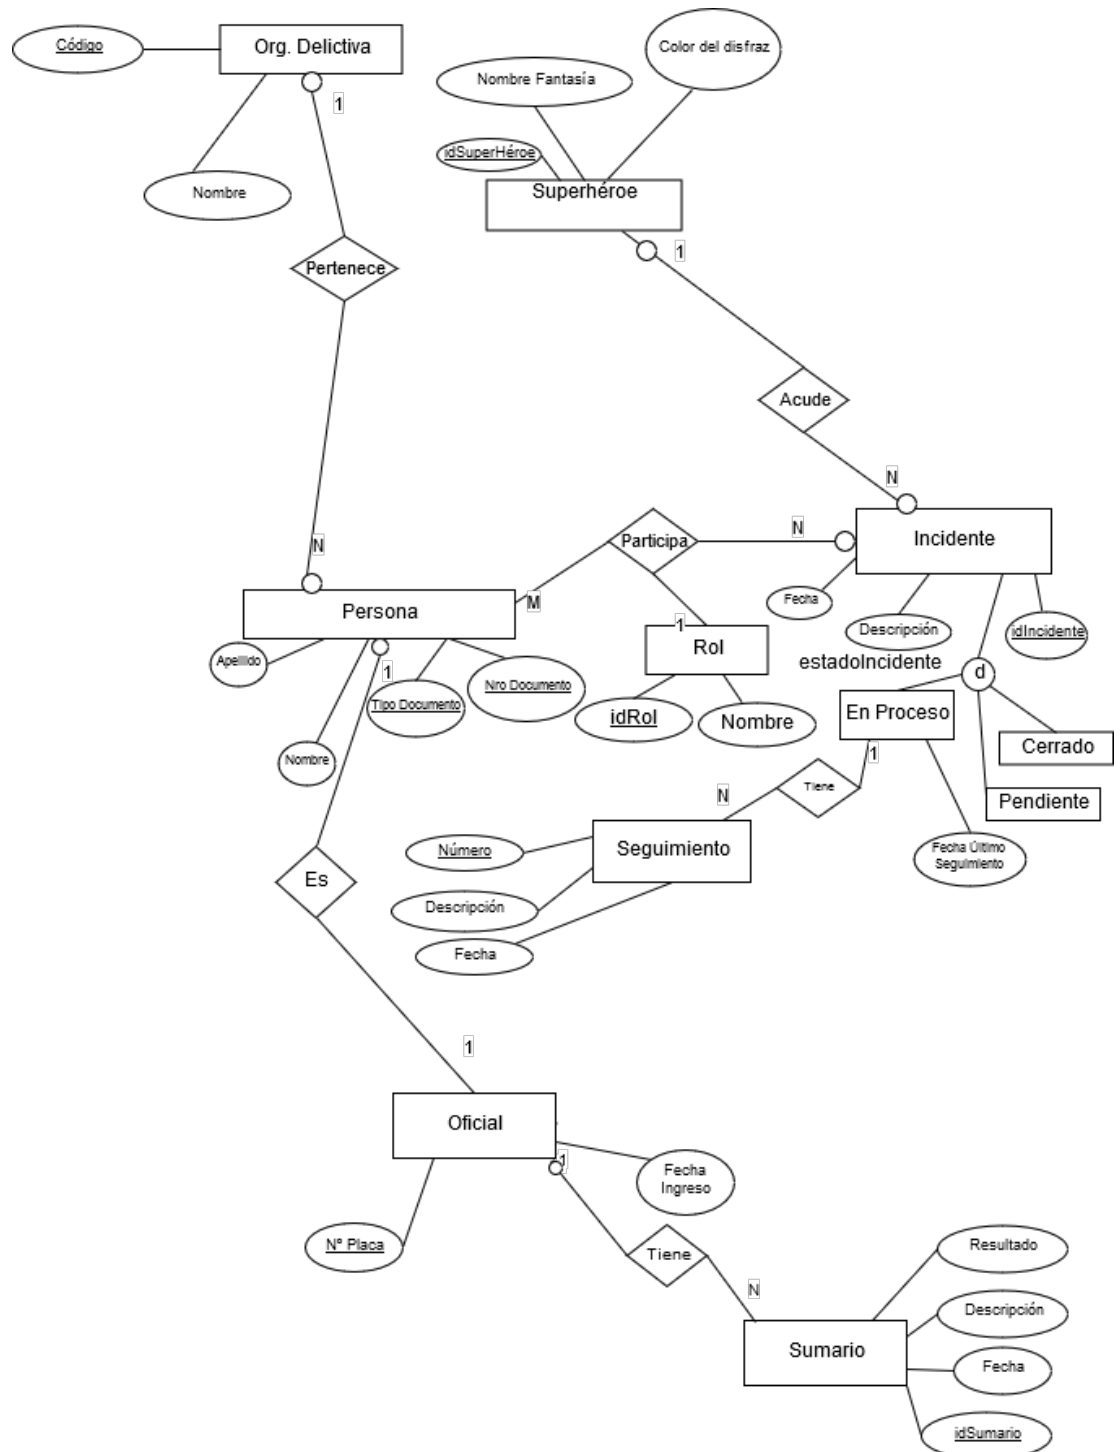 Código
Org. Delictiva
Color del disfraz
Nombre Fantasía
1
idSuperHéroe
Nombre
Superhéroe
1
Pertenece
Acude
N
N
Participa
N
Incidente
M
Fecha
Persona
1
Rol
Descripción
idIncidente
Apellido
1
estadoIncidente
d
Tipo Documento
Nro Documento
idRol
Nombre
En Proceso
Cerrado
Nombre
1
Tiene
N
Pendiente
Número
Seguimiento
Fecha Último
Seguimiento
Es
Descripción
Fecha
1
Oficial
1
Fecha
Ingreso
Nº Placa
Tiene
Resultado
N
Descripción
Sumario
Fecha
idSumario